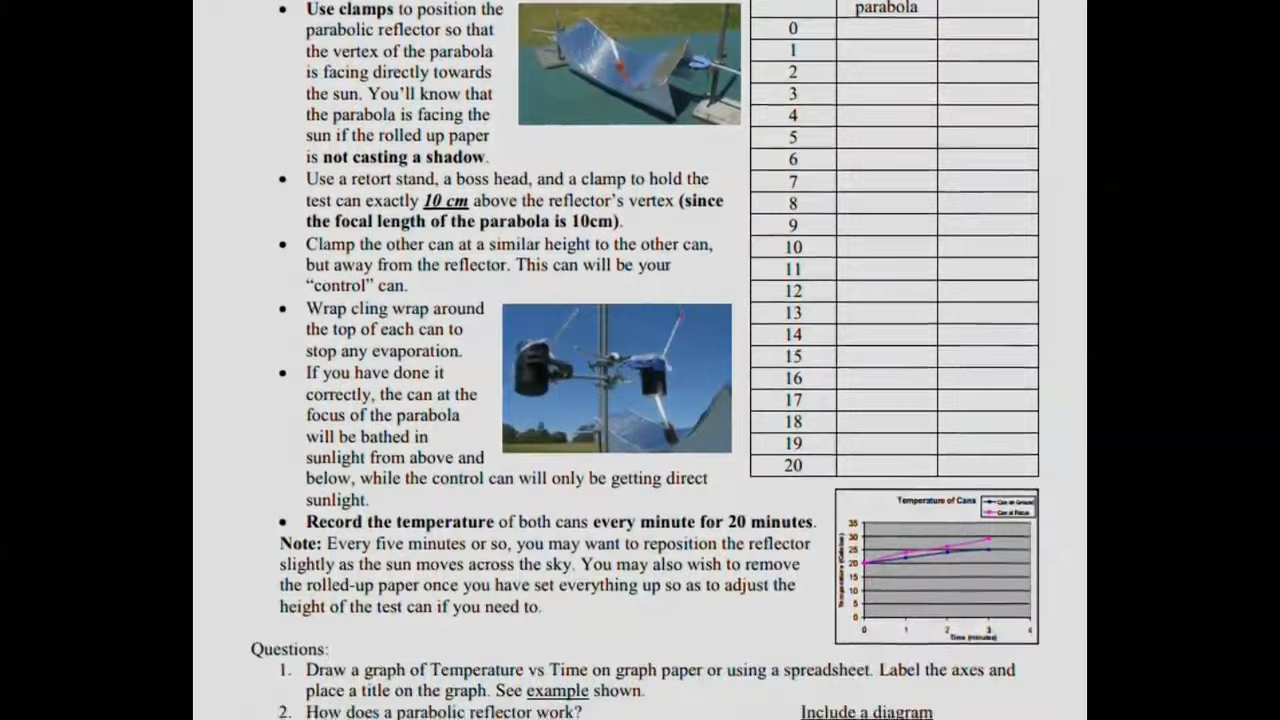 • Use clamps to position the
parabolic reflector so that
the vertex of the parabola
is facing directly towards
the sun. You'll know that
the parabola is facing the
sun if the rolled up paper
is not casting a shadow.
• Use a retort stand, a boss head, and a clamp to hold the
test can exactly 10 cm above the reflector's vertex (since
the focal length of the parabola is 10cm).
• Clamp the other can at a similar height to the other can,
but away from the reflector. This can will be your
"control" can.
• Wrap cling wrap around
the top of each can to
stop any evaporation.
• If you have done it
correctly, the can at the
focus of the parabola
will be bathed in
sunlight from above and
below, while the control can will only be getting direct
sunlight.
• Record the temperature of both cans every minute for 20 minutes.
Note: Every five minutes or so, you may want to reposition the reflector
slightly as the sun moves across the sky. You may also wish to remove
the rolled-up paper once you have set everything up so as to adjust the
height of the test can if you need to.
parabola
0
1
2
3
4
5
6
7
8
9
10
11
12
13
14
15
16
17
18
19
20
Temperature of Cans
Can on Ground
Can at Focus
Temperature (Celsius)
35
30
25
20
15
10
5
0
0 1 2 3 4
Time (minutes)
Questions:
1. Draw a graph of Temperature vs Time on graph paper or using a spreadsheet. Label the axes and
place a title on the graph. See example shown.
2. How does a parabolic reflector work? Include a diagram